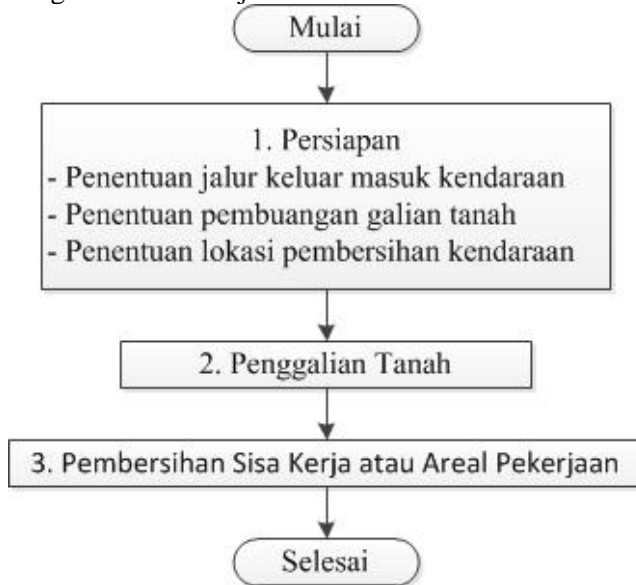 Mulai
1. Persiapan
- Penentuan jalur keluar masuk kendaraan
- Penentuan pembuangan galian tanah
- Penentuan lokasi pembersihan kendaraan
2. Penggalian Tanah
3. Pembersihan Sisa Kerja atau Areal Pekerjaan
Selesai